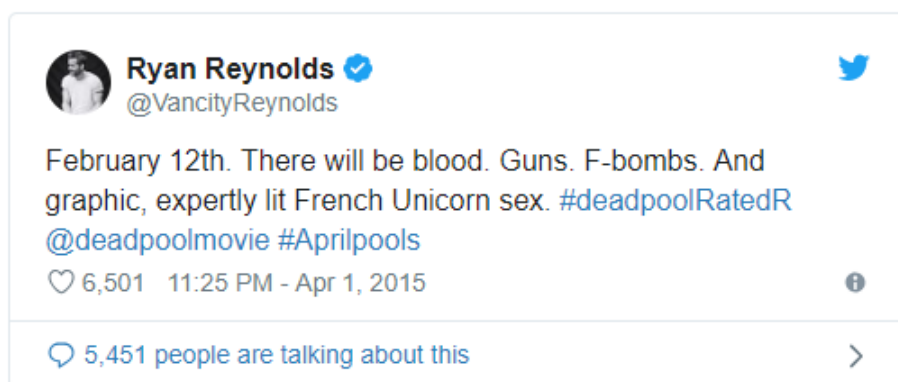 Ryan Reynolds
@VancityReynolds
February 12th. There will be blood. Guns. F-bombs. And
graphic, expertly lit French Unicorn sex. #deadpoolRatedR
@deadpoolmovie #Aprilpools
6,501 11:25 PM - Apr 1, 2015
5,451 people are talking about this